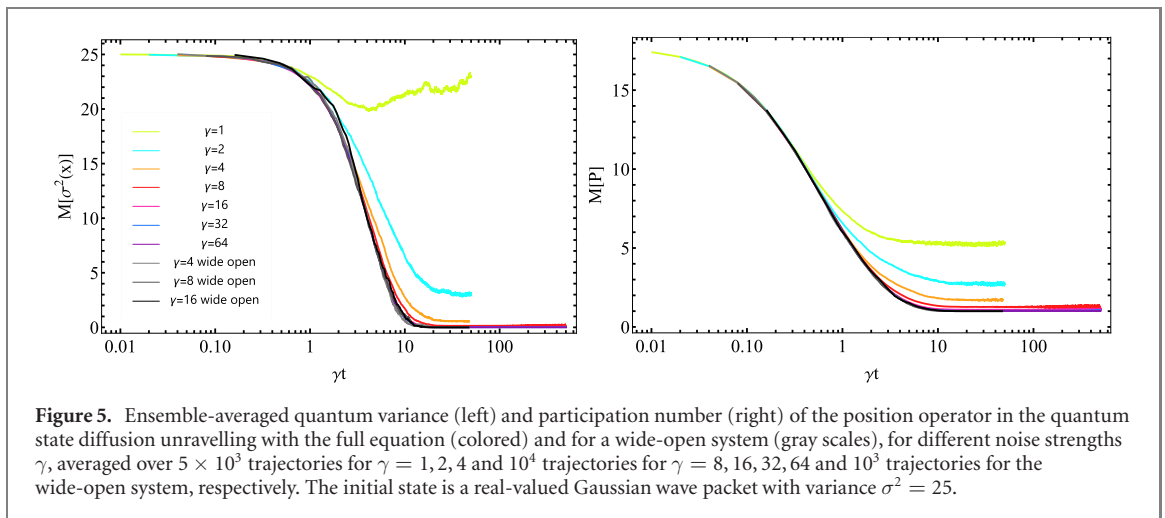 25
20
15
10
5
0
M[σ²(x)]
γ=1
γ=2
γ=4
γ=8
γ=16
γ=32
γ=64
γ=4 wide open
γ=8 wide open
γ=16 wide open
0.01 0.10 1 10 100
γt
15
10
5
0
M[P]
0.01 0.10 1 10 100
γt
Figure 5. Ensemble-averaged quantum variance (left) and participation number (right) of the position operator in the quantum
state diffusion unravelling with the full equation (colored) and for a wide-open system (gray scales), for different noise strengths
γ, averaged over 5 × 10³ trajectories for γ = 1, 2, 4 and 10⁴ trajectories for γ = 8, 16, 32, 64 and 10³ trajectories for the
wide-open system, respectively. The initial state is a real-valued Gaussian wave packet with variance σ² = 25.